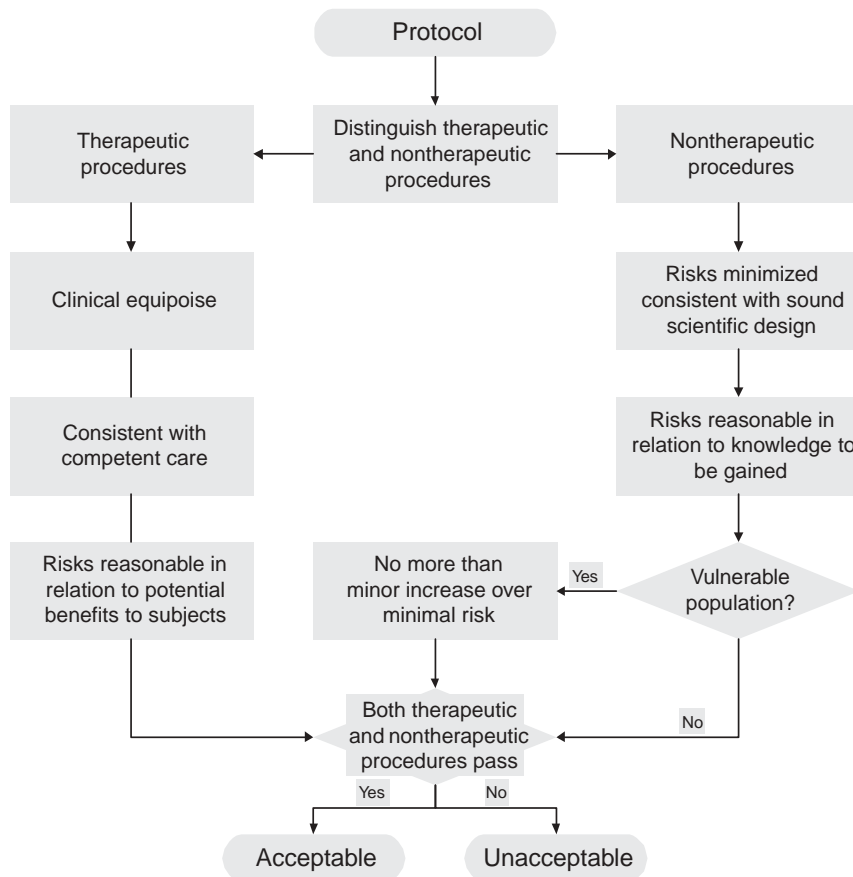 Protocol
Therapeutic
procedures
Distinguish therapeutic
and nontherapeutic
procedures
Nontherapeutic
procedures
Clinical equipoise
Risks minimized
consistent with sound
scientific design
Consistent with
competent care
Risks reasonable in
relation to knowledge to
be gained
Risks reasonable in
relation to potential
benefits to subjects
No more than
minor increase over
minimal risk
Yes
Vulnerable
population?
Both therapeutic
and nontherapeutic
procedures pass
No
Yes
No
Acceptable
Unacceptable